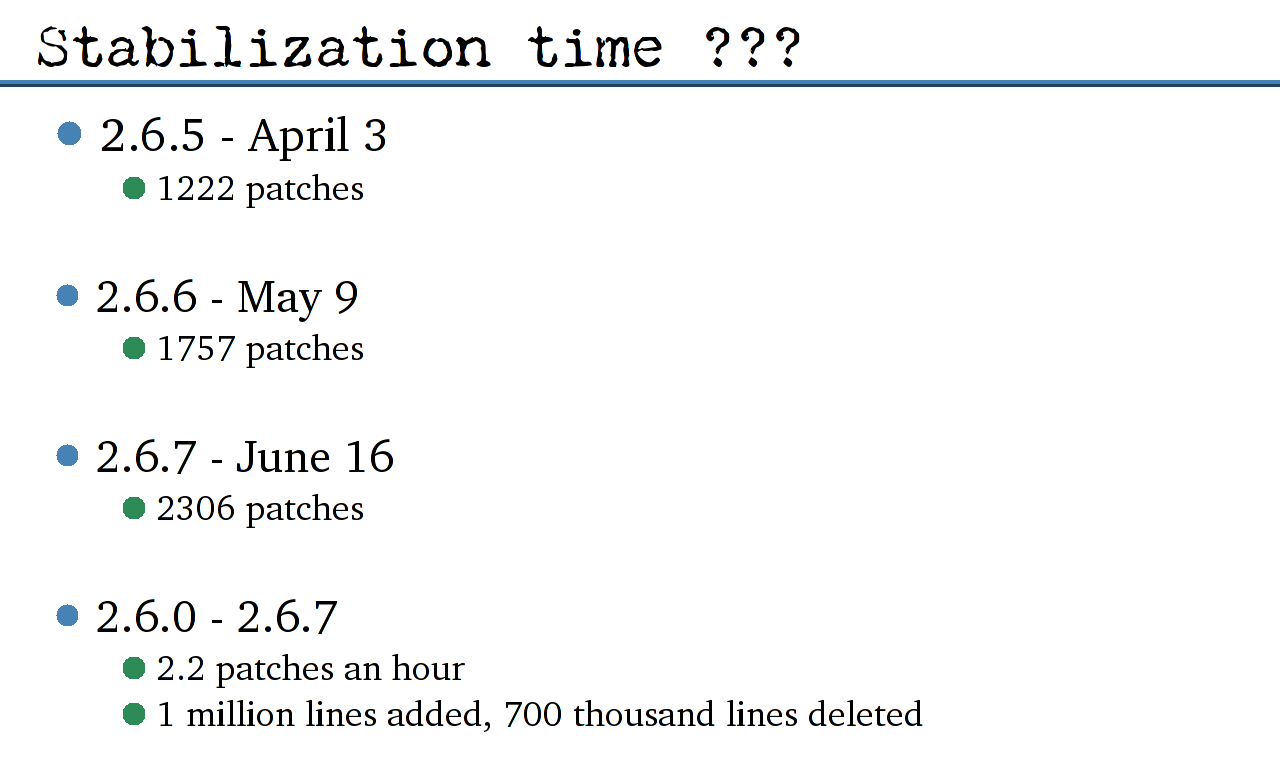 Stabilization time ???
2.6.5 - April 3
1222 patches
2.6.6 - May 9
1757 patches
2.6.7 - June 16
2306 patches
2.6.0 - 2.6.7
2.2 patches an hour
1 million lines added, 700 thousand lines deleted